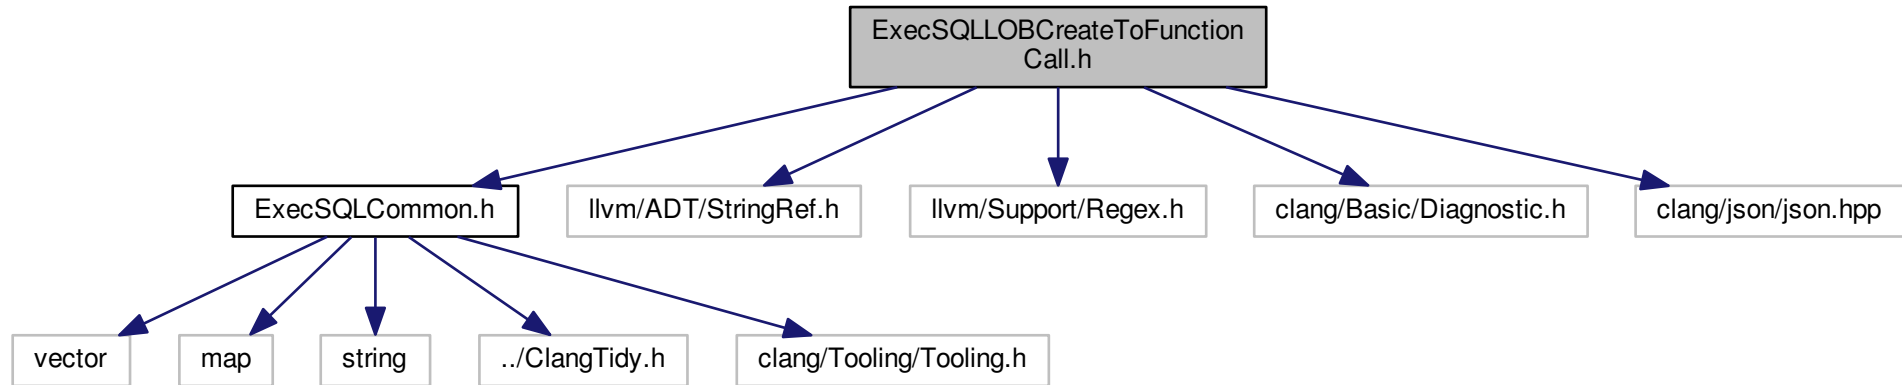 ExecSQLLOBCreateToFunction
Call.h
ExecSQLCommon.h
llvm/ADT/StringRef.h
llvm/Support/Regex.h
clang/Basic/Diagnostic.h
clang/json/json.hpp
vector
map
string
../ClangTidy.h
clang/Tooling/Tooling.h